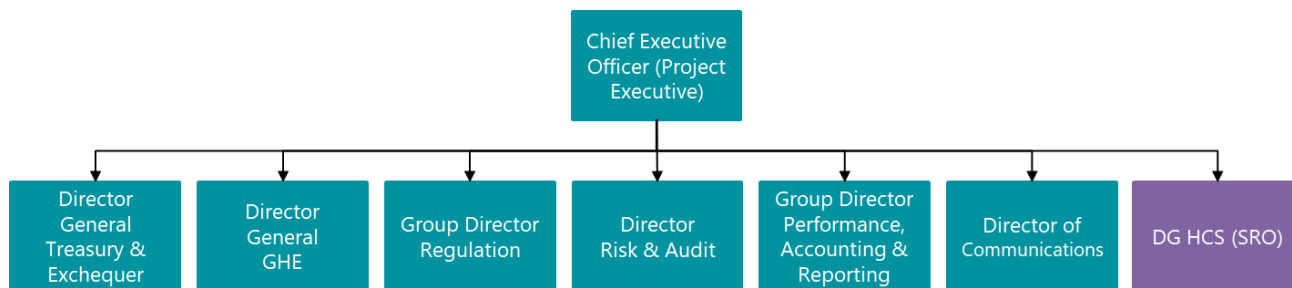 Chief Executive
Officer (Project
Executive)
Director
General
Treasury &
Exchequer
Director
General
GHE
Group Director
Regulation
Director
Risk & Audit
Group Director
Performance,
Accounting &
Reporting
Director of
Communications
DG HCS (SRO)